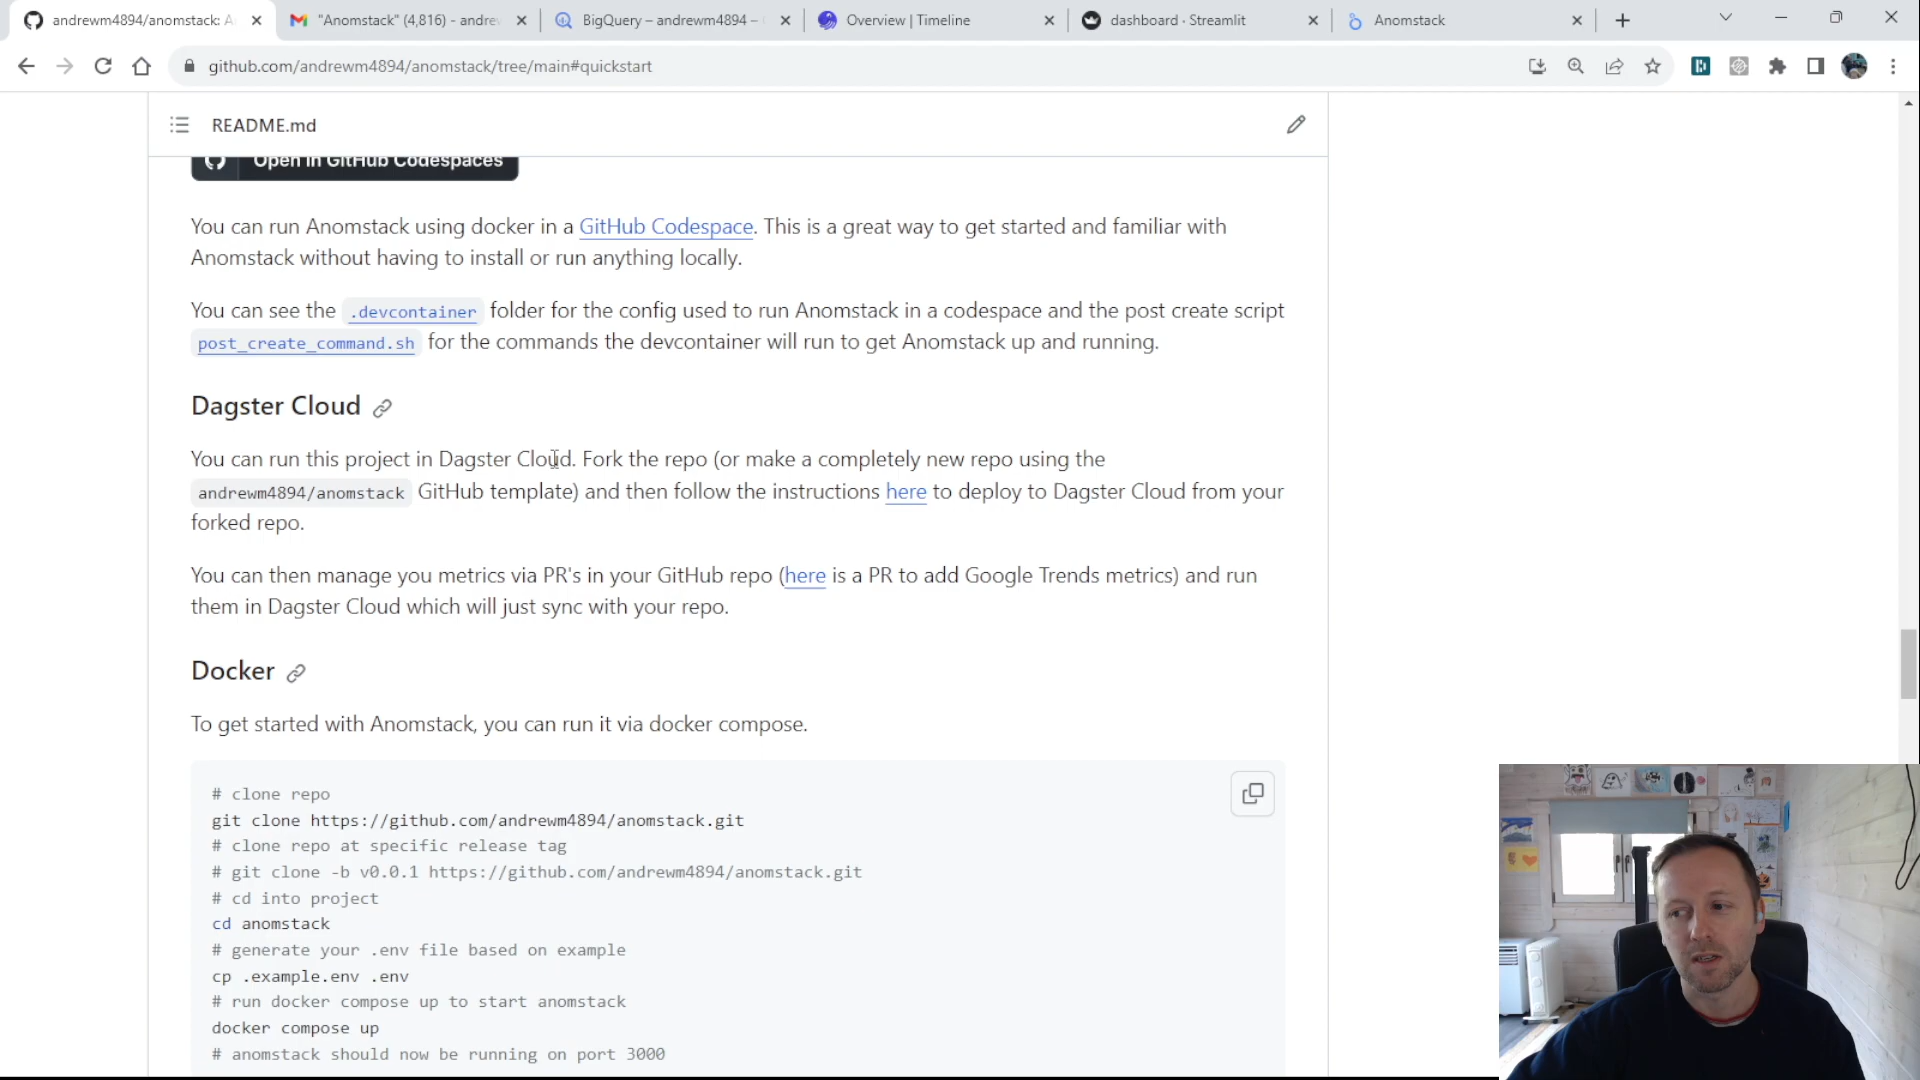 andrewm4894/anomstack: A
"Anomstack" (4,816) - andrew
BigQuery – andrewm4894 –
Overview | Timeline
dashboard · Streamlit
Anomstack
github.com/andrewm4894/anomstack/tree/main#quickstart
README.md
Open in GitHub Codespaces
You can run Anomstack using docker in a GitHub Codespace. This is a great way to get started and familiar with
Anomstack without having to install or run anything locally.
You can see the .devcontainer folder for the config used to run Anomstack in a codespace and the post create script
post_create_command.sh for the commands the devcontainer will run to get Anomstack up and running.
Dagster Cloud
You can run this project in Dagster Cloud. Fork the repo (or make a completely new repo using the
andrewm4894/anomstack GitHub template) and then follow the instructions here to deploy to Dagster Cloud from your
forked repo.
You can then manage you metrics via PR's in your GitHub repo (here is a PR to add Google Trends metrics) and run
them in Dagster Cloud which will just sync with your repo.
Docker
To get started with Anomstack, you can run it via docker compose.
# clone repo
git clone https://github.com/andrewm4894/anomstack.git
# clone repo at specific release tag
# git clone -b v0.0.1 https://github.com/andrewm4894/anomstack.git
# cd into project
cd anomstack
# generate your .env file based on example
cp .example.env .env
# run docker compose up to start anomstack
docker compose up
# anomstack should now be running on port 3000